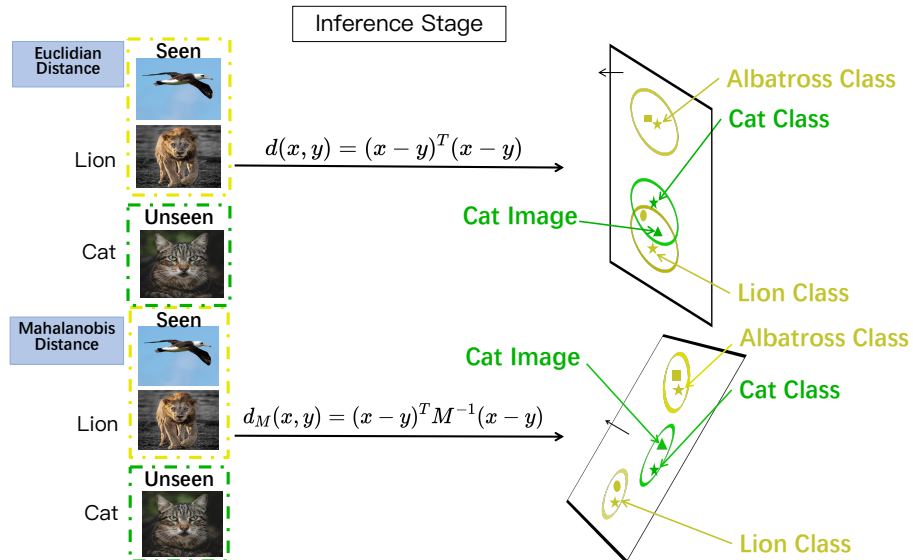 Inference Stage
Euclidian
Distance
Seen
Lion
Unseen
Cat
d(x, y) = (x − y)^T (x − y)
Albatross Class
Cat Class
Cat Image
Lion Class
Mahalanobis
Distance
Seen
Lion
Unseen
Cat
d_M(x, y) = (x − y)^T M^{-1}(x − y)
Albatross Class
Cat Image
Cat Class
Lion Class